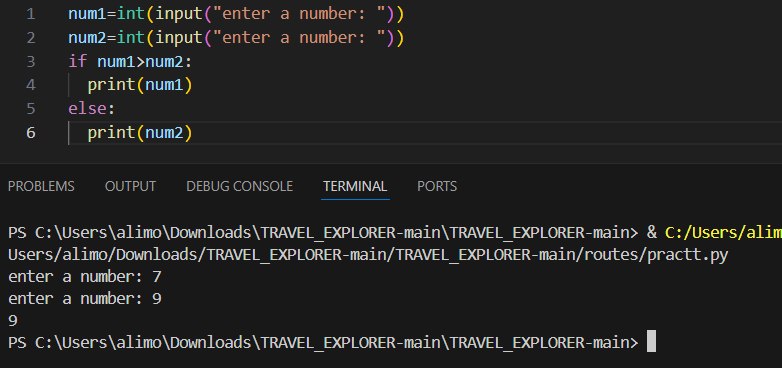 1 num1=int(input("enter a number: "))
2 num2=int(input("enter a number: "))
3 if num1>num2:
4   print(num1)
5 else:
6   print(num2)
PROBLEMS OUTPUT DEBUG CONSOLE TERMINAL PORTS
PS C:\Users\alimo\Downloads\TRAVEL_EXPLORER-main\TRAVEL_EXPLORER-main> & C:/Users/alimo
Users/alimo/Downloads/TRAVEL_EXPLORER-main/TRAVEL_EXPLORER-main/routes/practt.py
enter a number: 7
enter a number: 9
9
PS C:\Users\alimo\Downloads\TRAVEL_EXPLORER-main\TRAVEL_EXPLORER-main>